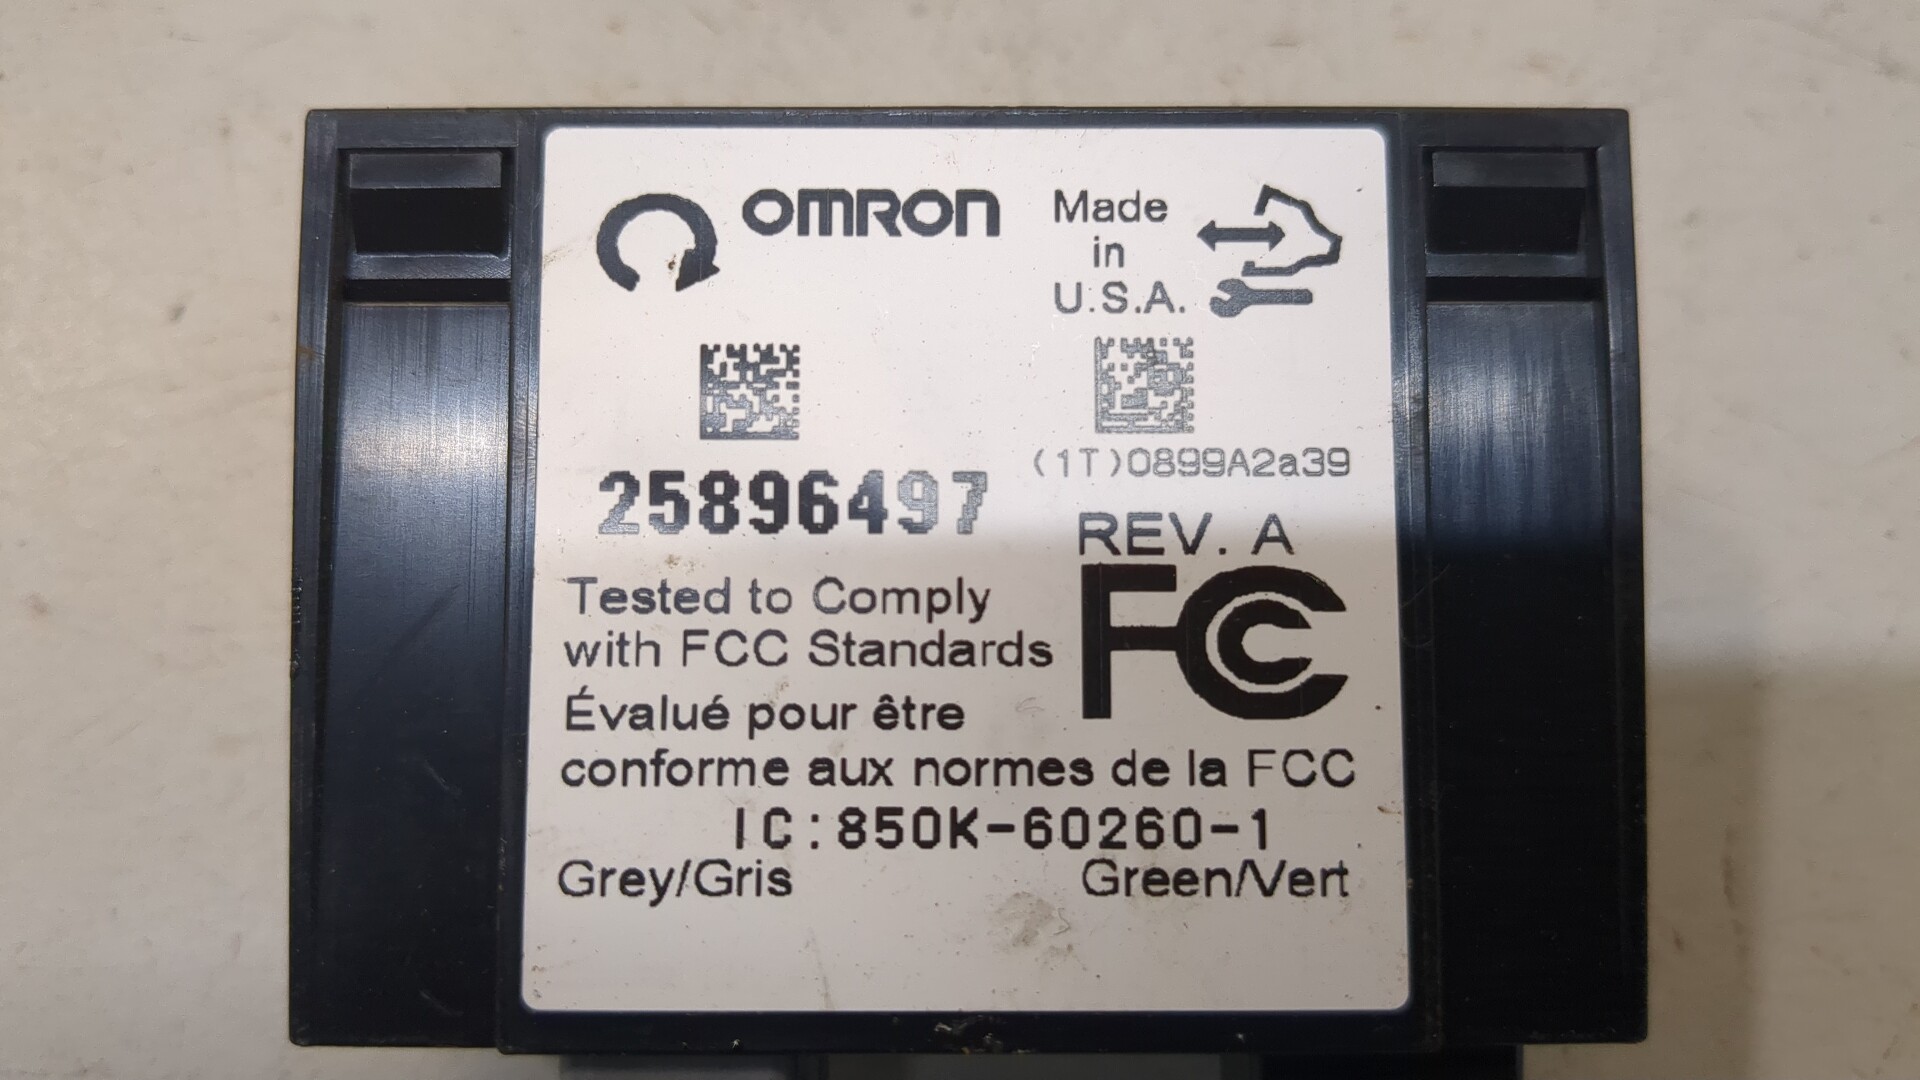 OMRON
Made
in
U.S.A.
25896497
(1T)0899A2a39
REV. A
Tested to Comply
with FCC Standards
FC
Évalué pour être
conforme aux normes de la FCC
IC:850K-60260-1
Grey/Gris
Green/Vert